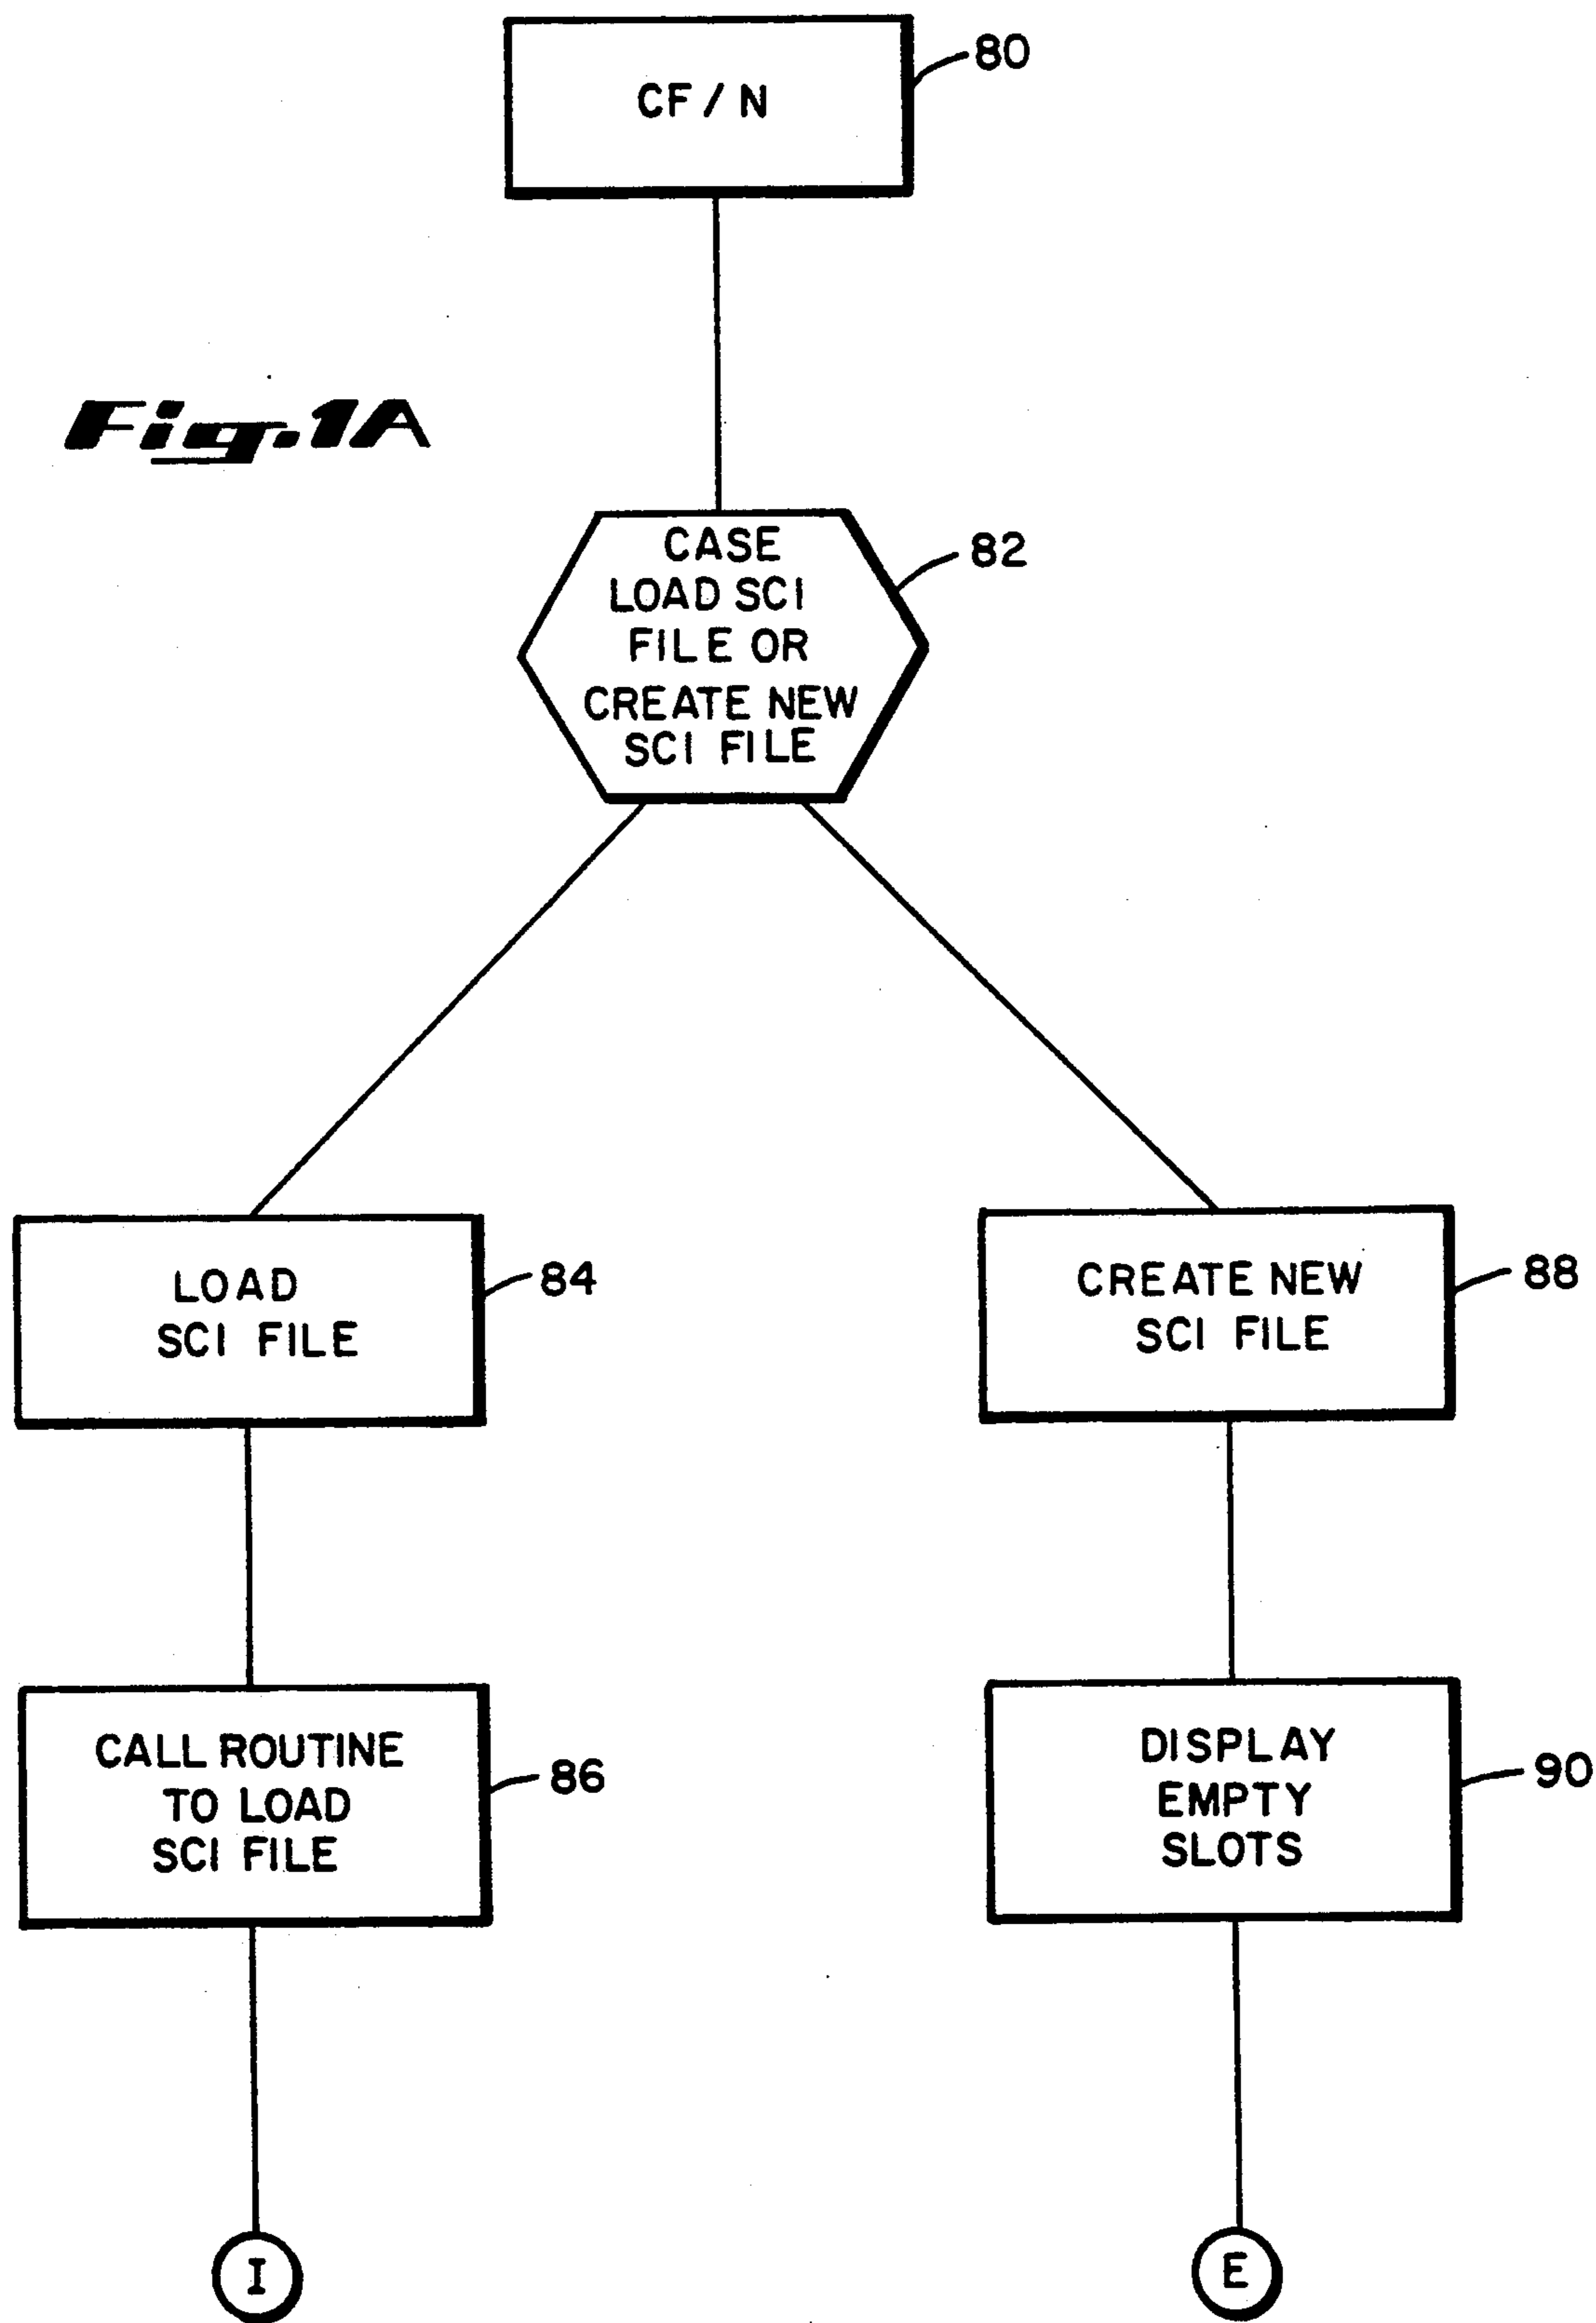 CF / N
80
Fig. 1A
CASE
LOAD SCI
FILE OR
CREATE NEW
SCI FILE
82
LOAD
SCI FILE
84
CREATE NEW
SCI FILE
88
CALL ROUTINE
TO LOAD
SCI FILE
86
DISPLAY
EMPTY
SLOTS
90
I
E